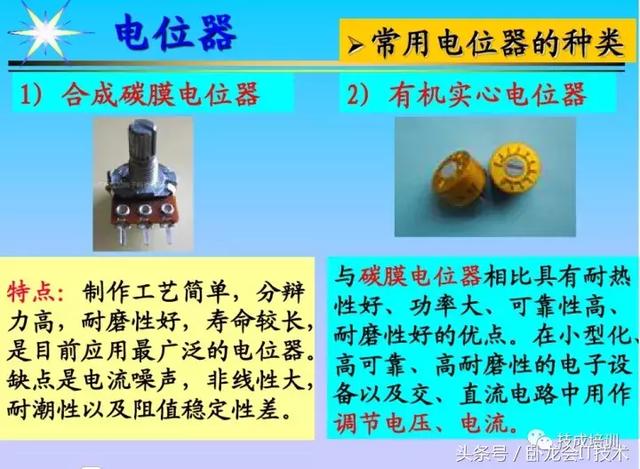 电位器
➢常用电位器的种类
1）合成碳膜电位器
2）有机实心电位器
特点：制作工艺简单，分辩
力高，耐磨性好，寿命较长，
是目前应用最广泛的电位器。
缺点是电流噪声，非线性大，
耐潮性以及阻值稳定性差。
与碳膜电位器相比具有耐热
性好、功率大、可靠性高、
耐磨性好的优点。在小型化、
高可靠、高耐磨性的电子设
备以及交、直流电路中用作
调节电压、电流。
技成培训
头条号／卧龙会IT技术